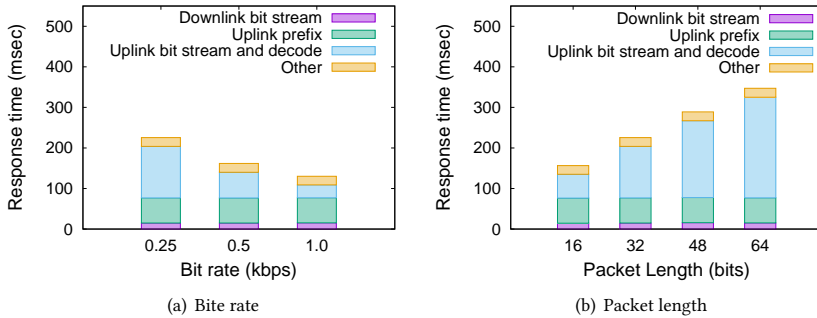 Response time (msec)
500
400
300
200
100
0
Downlink bit stream
Uplink prefix
Uplink bit stream and decode
Other
0.25 0.5 1.0
Bit rate (kbps)
(a) Bite rate
Response time (msec)
500
400
300
200
100
0
Downlink bit stream
Uplink prefix
Uplink bit stream and decode
Other
16 32 48 64
Packet Length (bits)
(b) Packet length